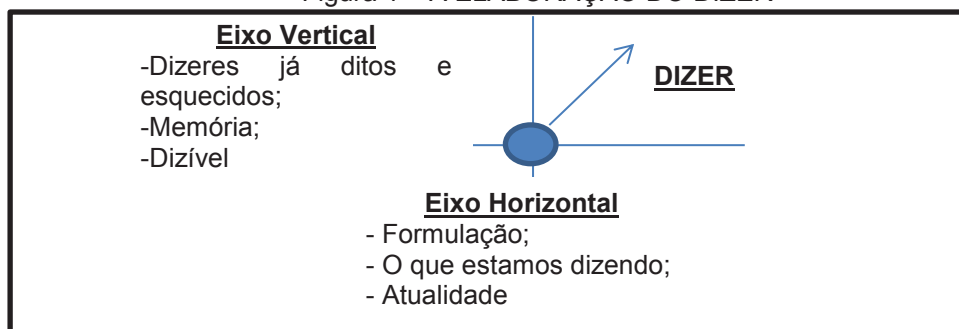 Eixo Vertical
-Dizeres já ditos e
esquecidos;
-Memória;
-Dizível
DIZER
Eixo Horizontal
- Formulação;
- O que estamos dizendo;
- Atualidade